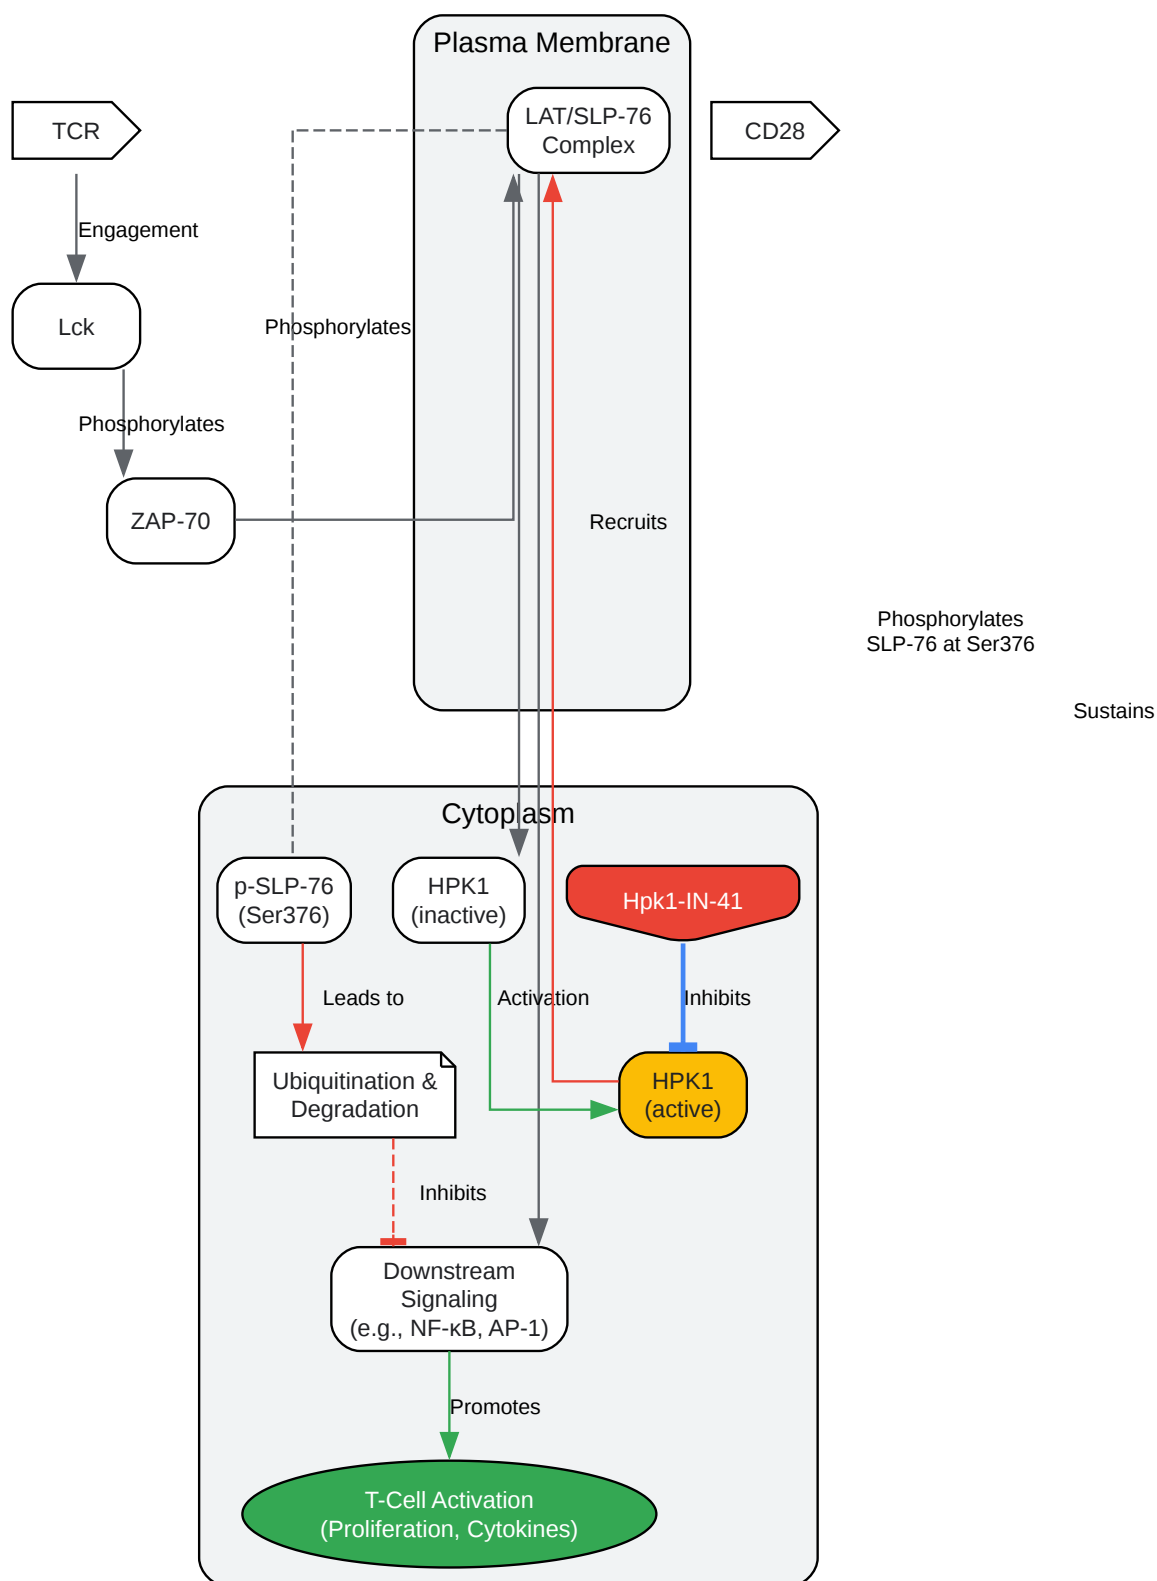 Plasma Membrane
TCR
LAT/SLP-76
Complex
CD28
Engagement
Lck
Phosphorylates
Phosphorylates
ZAP-70
Recruits
Phosphorylates
SLP-76 at Ser376
Sustains
Cytoplasm
p-SLP-76
(Ser376)
HPK1
(inactive)
Hpk1-IN-41
Leads to
Activation
Inhibits
Ubiquitination &
Degradation
HPK1
(active)
Inhibits
Downstream
Signaling
(e.g., NF-κB, AP-1)
Promotes
T-Cell Activation
(Proliferation, Cytokines)